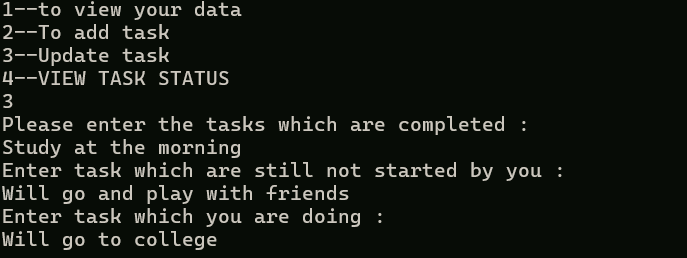 1--to view your data
2--To add task
3--Update task
4--VIEW TASK STATUS
3
Please enter the tasks which are completed :
Study at the morning
Enter task which are still not started by you :
Will go and play with friends
Enter task which you are doing :
Will go to college